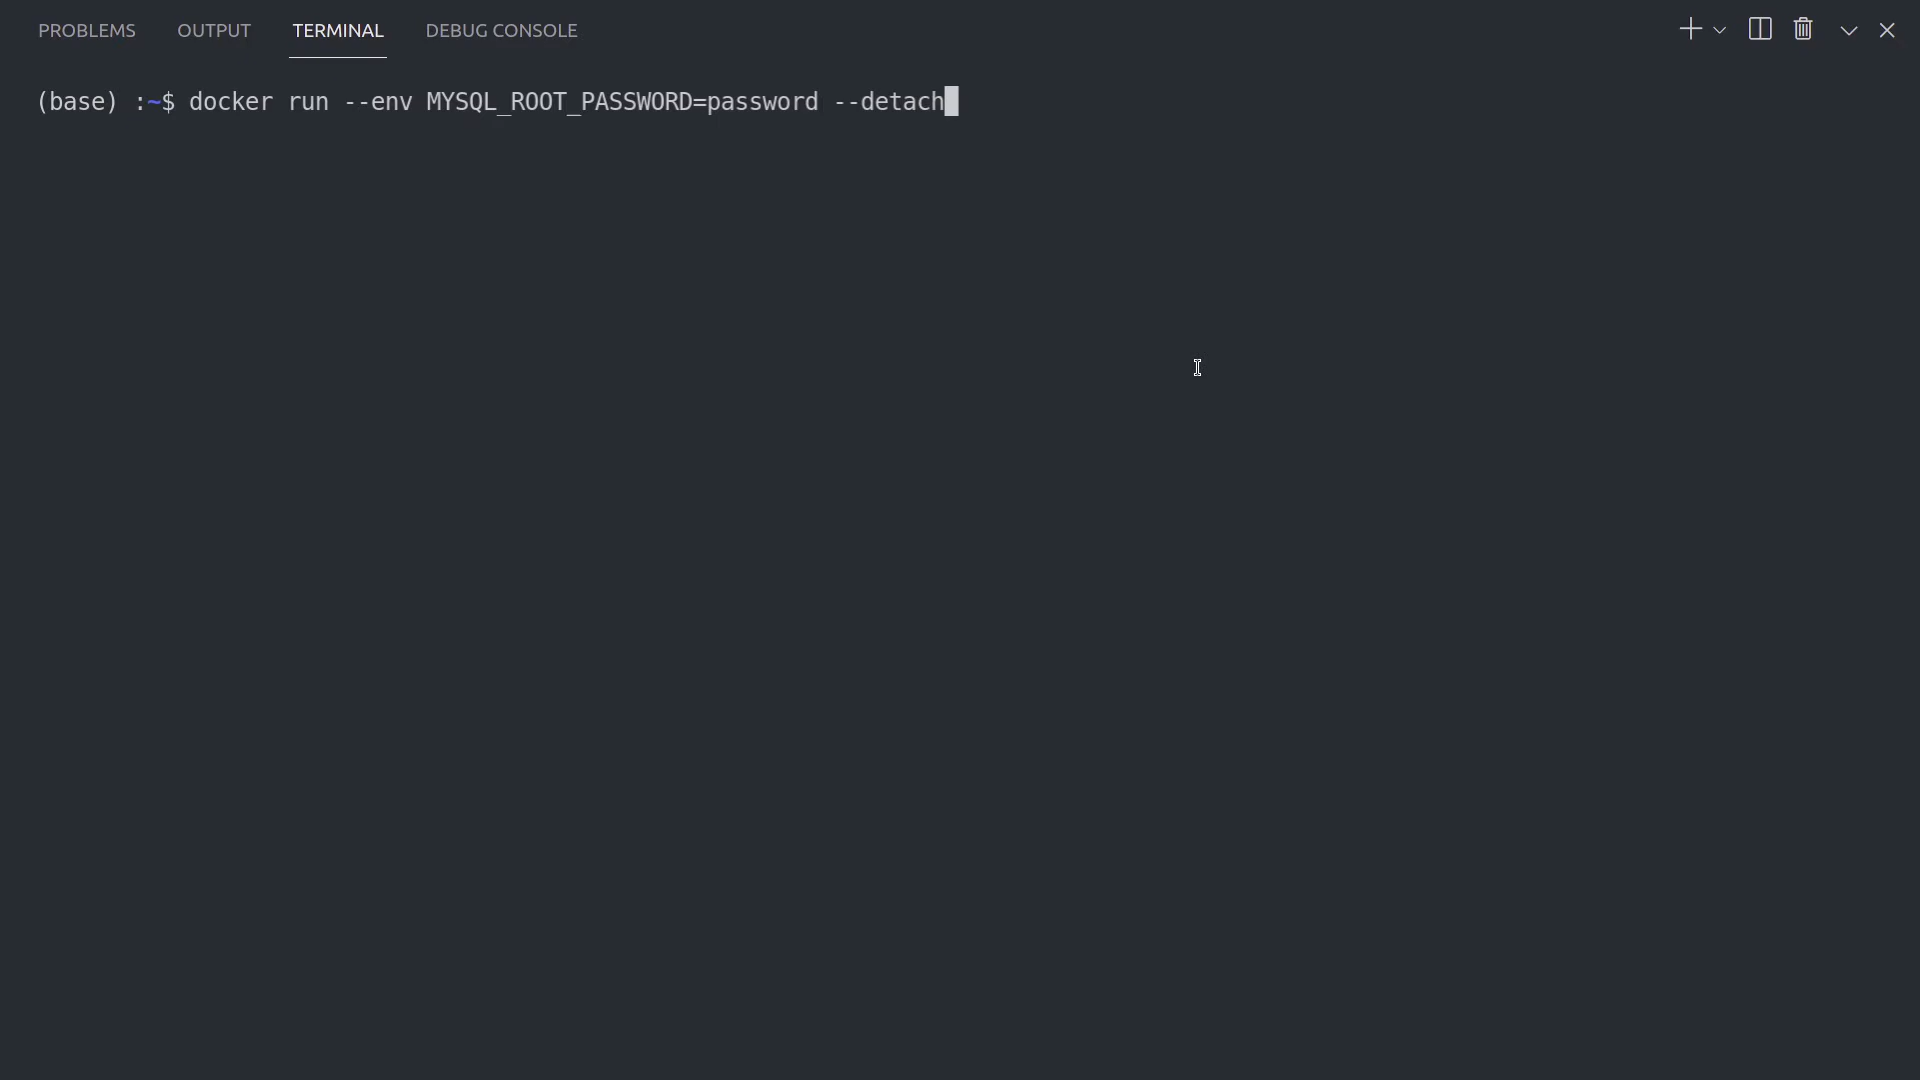 PROBLEMS OUTPUT TERMINAL DEBUG CONSOLE
(base) :~$ docker run --env MYSQL_ROOT_PASSWORD=password --detach